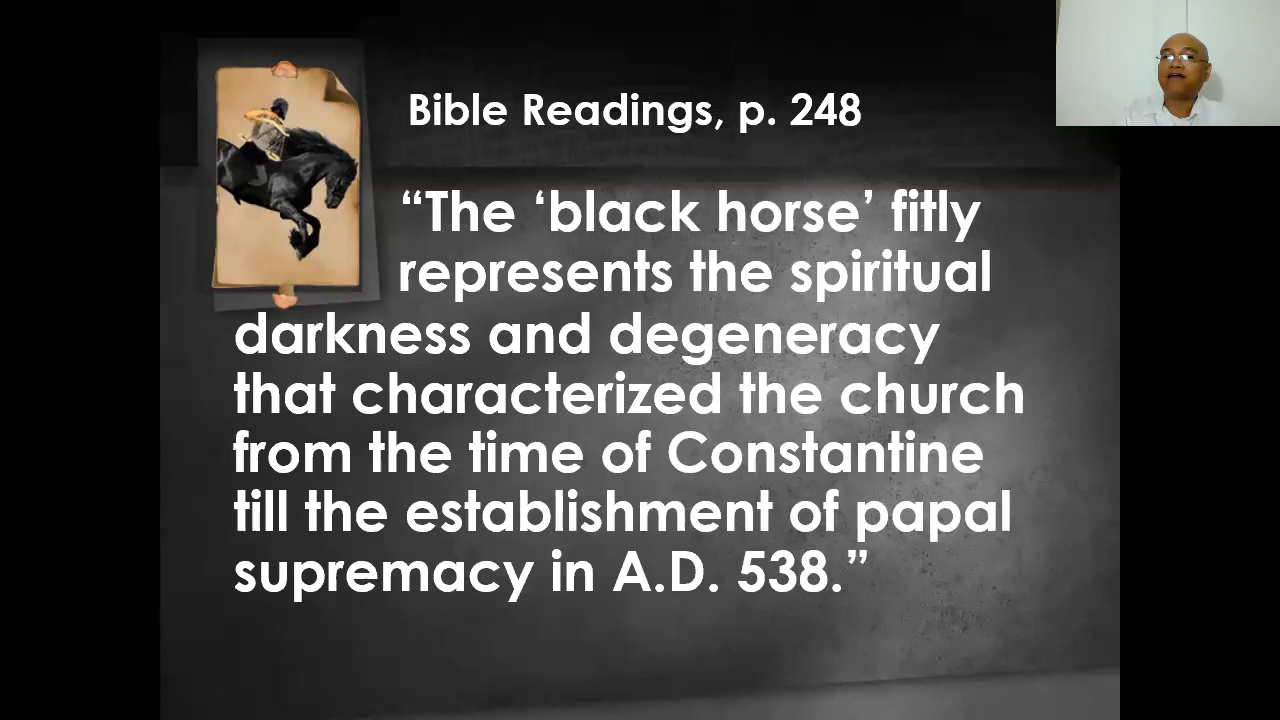 Bible Readings, p. 248
“The ‘black horse’ fitly
represents the spiritual
darkness and degeneracy
that characterized the church
from the time of Constantine
till the establishment of papal
supremacy in A.D. 538.”